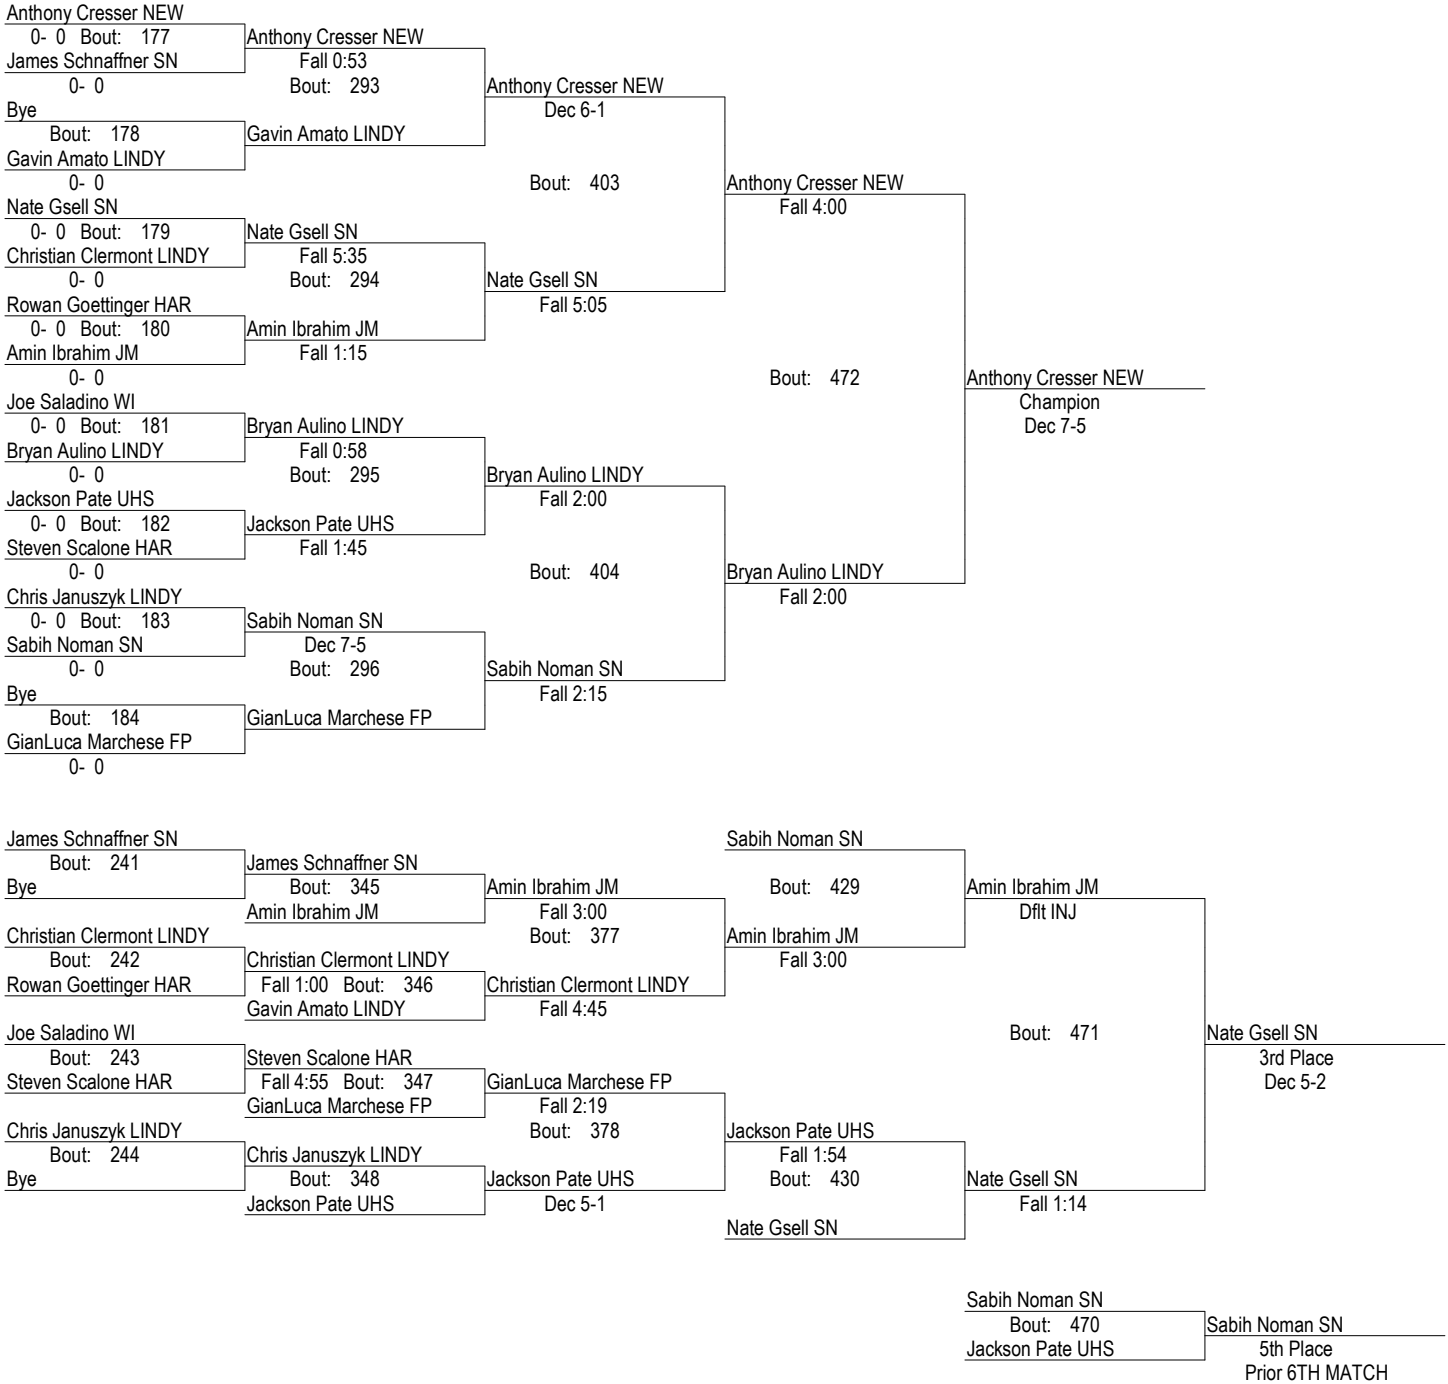 Anthony Cresser NEW
0- 0 Bout: 177 Anthony Cresser NEW
James Schnaffner SN Fall 0:53
0- 0 Bout: 293 Anthony Cresser NEW
Bye Dec 6-1
Bout: 178 Gavin Amato LINDY
Gavin Amato LINDY
0- 0 Bout: 403 Anthony Cresser NEW
Nate Gsell SN Fall 4:00
0- 0 Bout: 179 Nate Gsell SN
Christian Clermont LINDY Fall 5:35
0- 0 Bout: 294 Nate Gsell SN
Rowan Goettinger HAR Fall 5:05
0- 0 Bout: 180 Amin Ibrahim JM
Amin Ibrahim JM Fall 1:15
0- 0 Bout: 472 Anthony Cresser NEW
Joe Saladino WI Champion
0- 0 Bout: 181 Bryan Aulino LINDY Dec 7-5
Bryan Aulino LINDY Fall 0:58
0- 0 Bout: 295 Bryan Aulino LINDY
Jackson Pate UHS Fall 2:00
0- 0 Bout: 182 Jackson Pate UHS
Steven Scalone HAR Fall 1:45
0- 0 Bout: 404 Bryan Aulino LINDY
Chris Januszyk LINDY Fall 2:00
0- 0 Bout: 183 Sabih Noman SN
Sabih Noman SN Dec 7-5
0- 0 Bout: 296 Sabih Noman SN
Bye Fall 2:15
Bout: 184 GianLuca Marchese FP
GianLuca Marchese FP
0- 0
James Schnaffner SN Sabih Noman SN
Bout: 241 James Schnaffner SN
Bye Bout: 345 Amin Ibrahim JM Bout: 429 Amin Ibrahim JM
Amin Ibrahim JM Fall 3:00 Dflt INJ
Christian Clermont LINDY Bout: 377 Amin Ibrahim JM
Bout: 242 Christian Clermont LINDY Fall 3:00
Rowan Goettinger HAR Fall 1:00 Bout: 346 Christian Clermont LINDY
Gavin Amato LINDY Fall 4:45
Joe Saladino WI Bout: 471 Nate Gsell SN
Bout: 243 Steven Scalone HAR 3rd Place
Steven Scalone HAR Fall 4:55 Bout: 347 GianLuca Marchese FP Dec 5-2
GianLuca Marchese FP Fall 2:19
Chris Januszyk LINDY Bout: 378 Jackson Pate UHS
Bout: 244 Chris Januszyk LINDY Fall 1:54
Bye Bout: 348 Jackson Pate UHS Bout: 430 Nate Gsell SN
Jackson Pate UHS Dec 5-1 Fall 1:14
Nate Gsell SN
Sabih Noman SN
Bout: 470 Sabih Noman SN
Jackson Pate UHS 5th Place
Prior 6TH MATCH